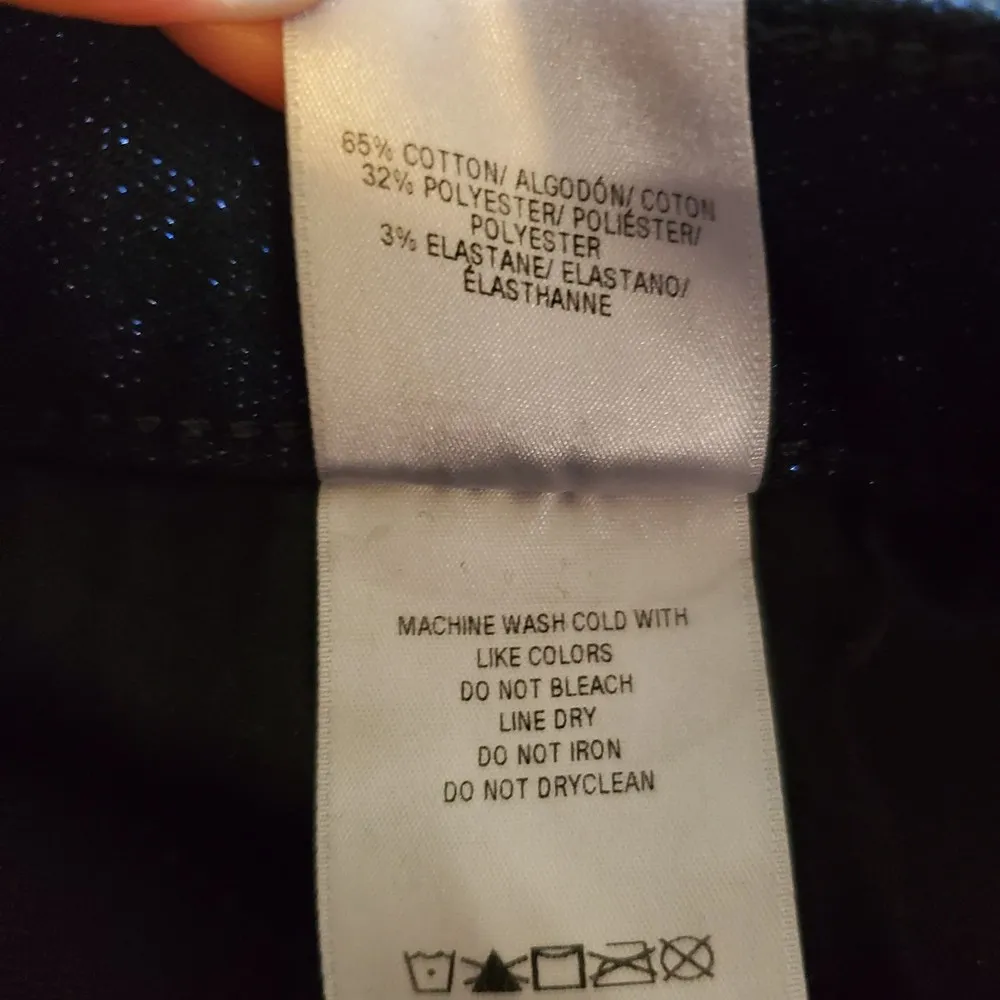 65% COTTON/ ALGODÓN/ COTON
32% POLYESTER/ POLIÉSTER/
POLYESTER
3% ELASTANE/ ELASTANO/
ÉLASTHANNE
MACHINE WASH COLD WITH
LIKE COLORS
DO NOT BLEACH
LINE DRY
DO NOT IRON
DO NOT DRYCLEAN